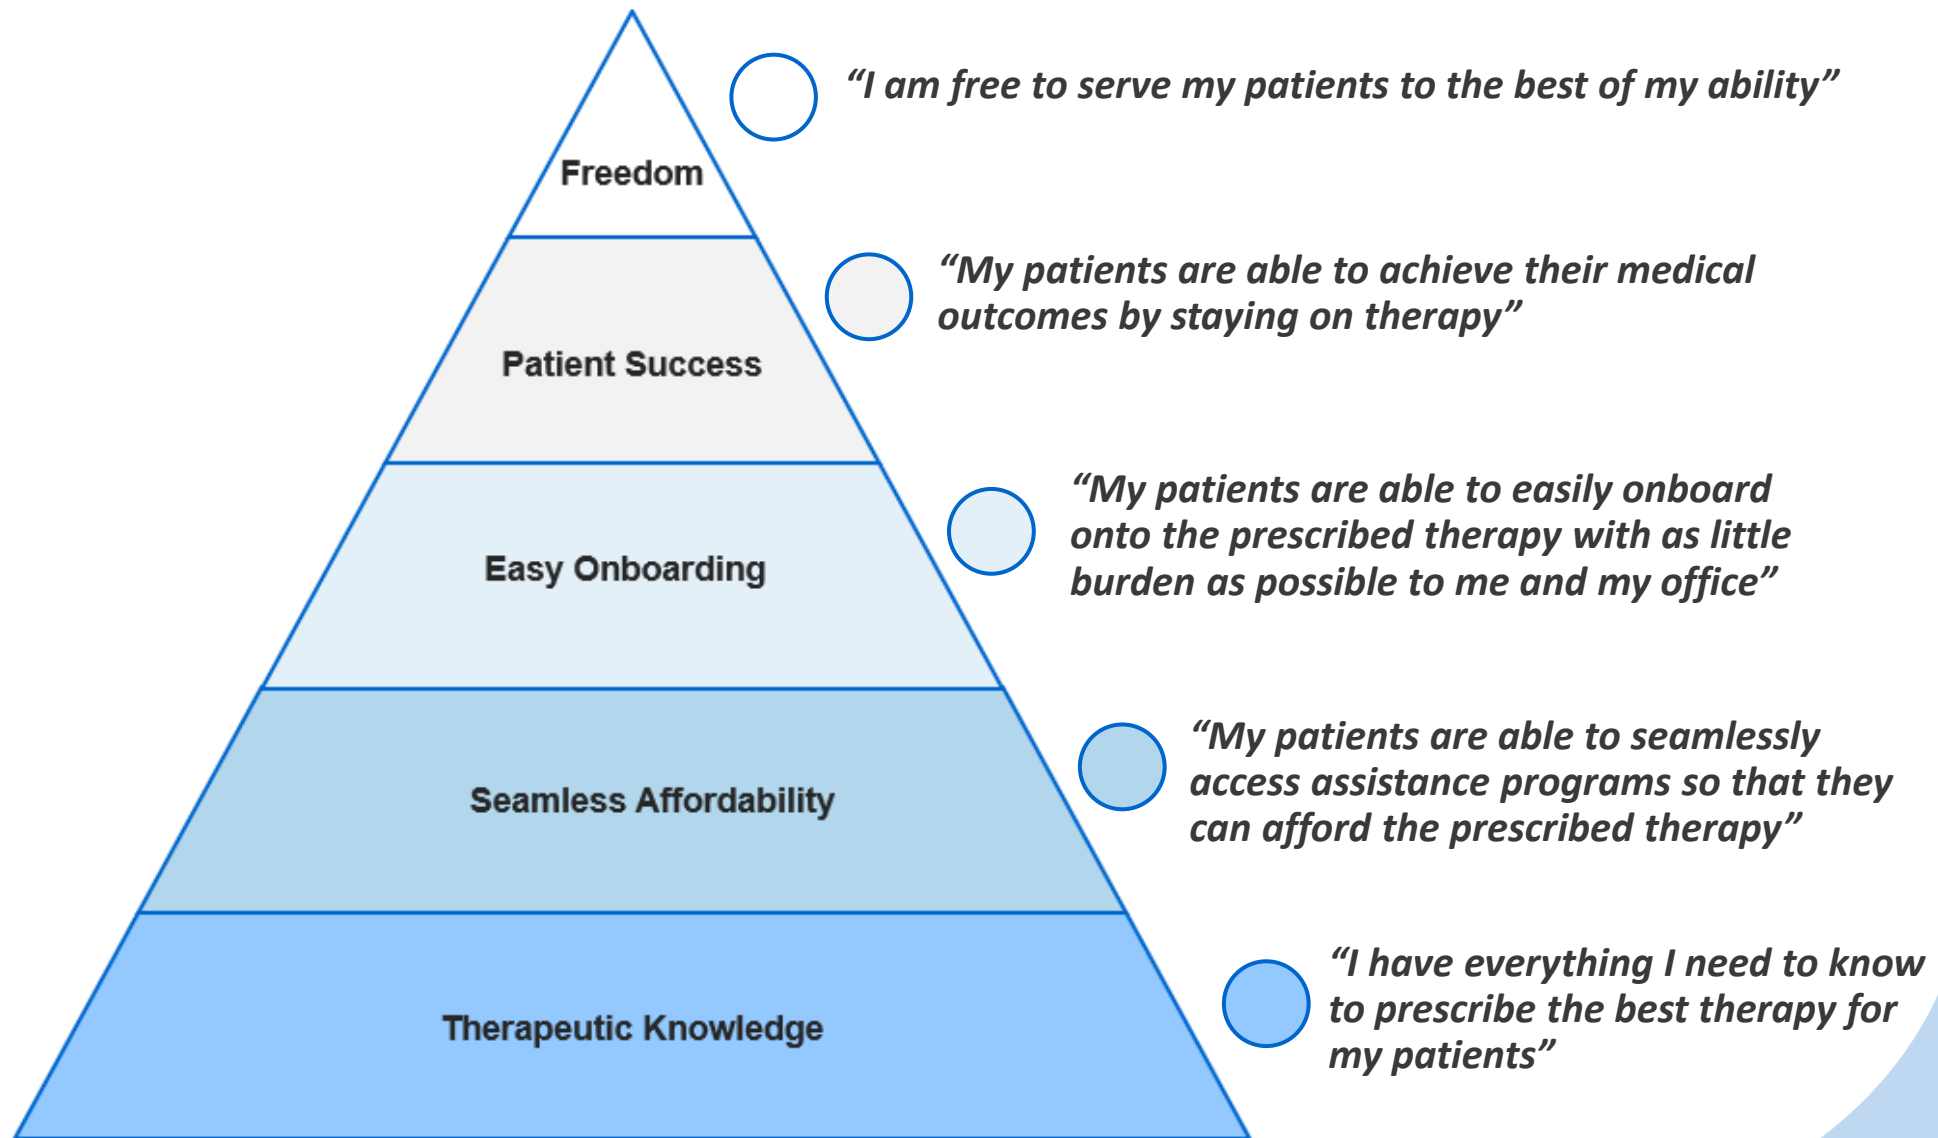 “I am free to serve my patients to the best of my ability”
Freedom
“My patients are able to achieve their medical
outcomes by staying on therapy”
Patient Success
“My patients are able to easily onboard
onto the prescribed therapy with as little
burden as possible to me and my office”
Easy Onboarding
“My patients are able to seamlessly
access assistance programs so that they
can afford the prescribed therapy”
Seamless Affordability
“I have everything I need to know
to prescribe the best therapy for
my patients”
Therapeutic Knowledge